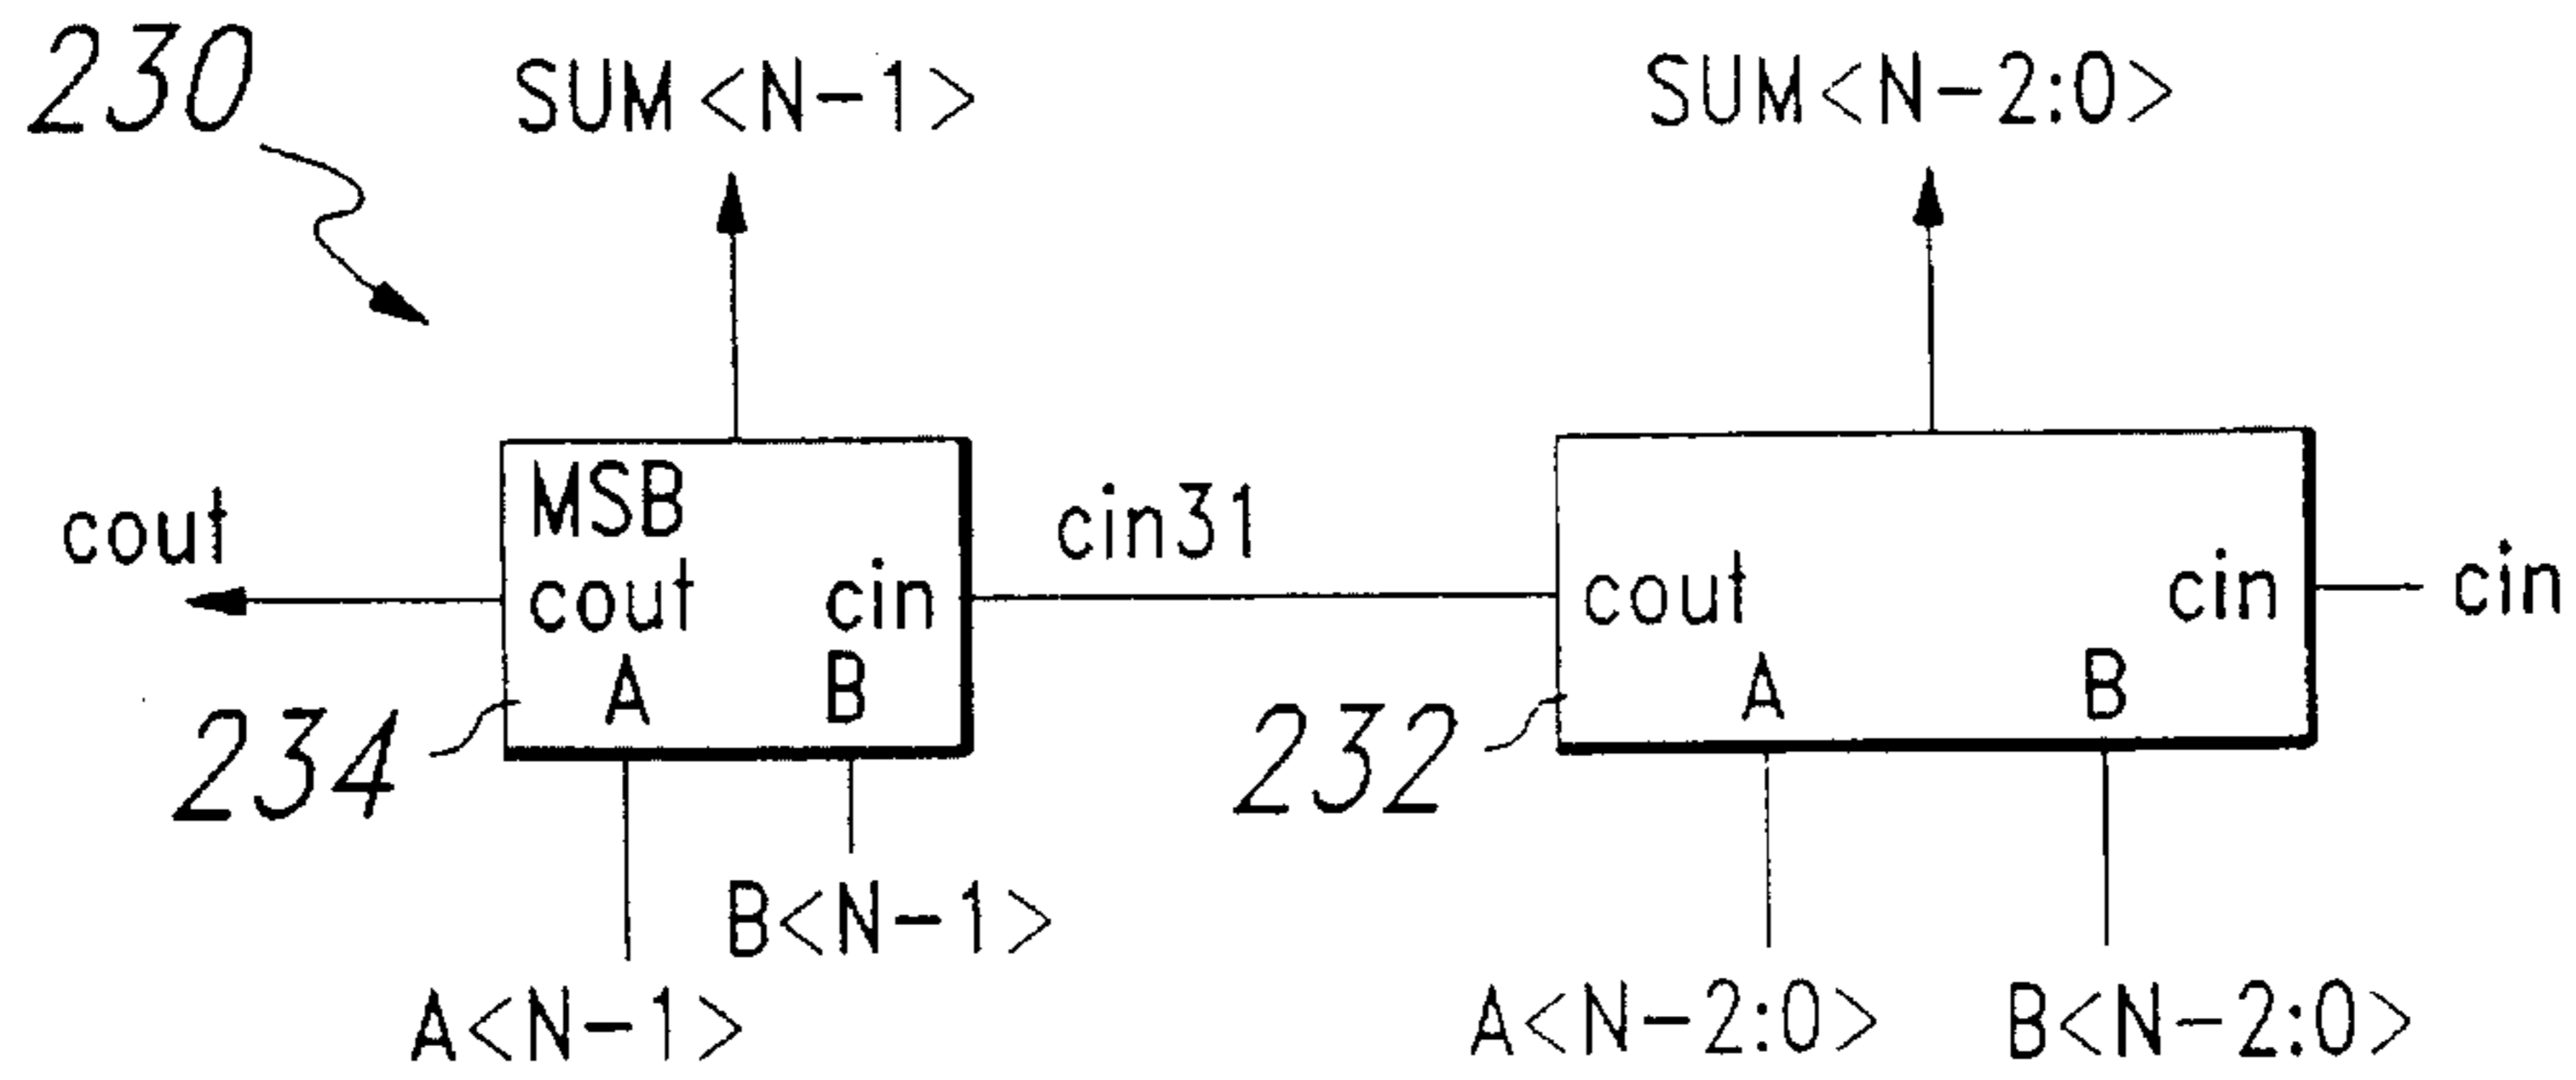 230
SUM<N-1>
SUM<N-2:0>
cout
MSB
cout cin
A B
cin31
cout cin
A B
cin
234
232
B<N-1>
A<N-1>
A<N-2:0>
B<N-2:0>